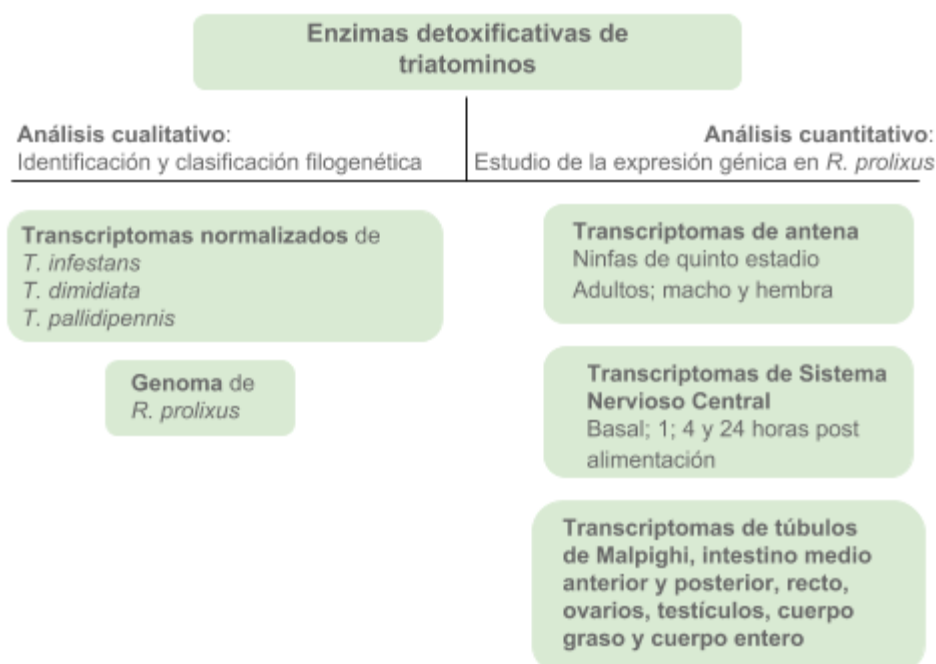 Enzimas detoxificativas de
triatominos
Análisis cualitativo:
Identificación y clasificación filogenética
Análisis cuantitativo:
Estudio de la expresión génica en R. prolixus
Transcriptomas normalizados de
T. infestans
T. dimidiata
T. pallidipennis
Genoma de
R. prolixus
Transcriptomas de antena
Ninfas de quinto estadio
Adultos; macho y hembra
Transcriptomas de Sistema
Nervioso Central
Basal; 1; 4 y 24 horas post
alimentación
Transcriptomas de túbulos
de Malpighi, intestino medio
anterior y posterior, recto,
ovarios, testículos, cuerpo
graso y cuerpo entero